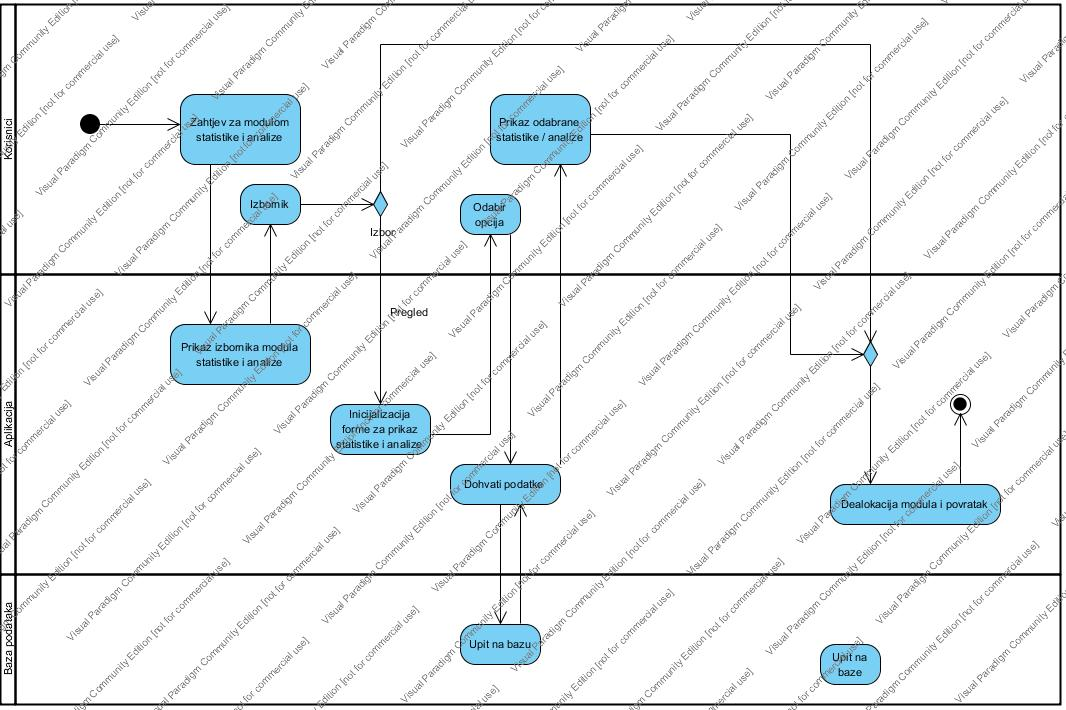 Korisnici
Zahtjev za modulom
statistike i analize
Prikaz odabrane
statistike / analize
Izbornik
Odabir
opcija
Izbor
Aplikacija
Pregled
Prikaz izbornika modula
statistike i analize
Inicijalizacija
forme za prikaz
statistike i analize
Dohvati podatke
Dealokacija modula i povratak
Baza podataka
Upit na bazu
Upit na
baze
Visual Paradigm Community Edition [not for commercial use]